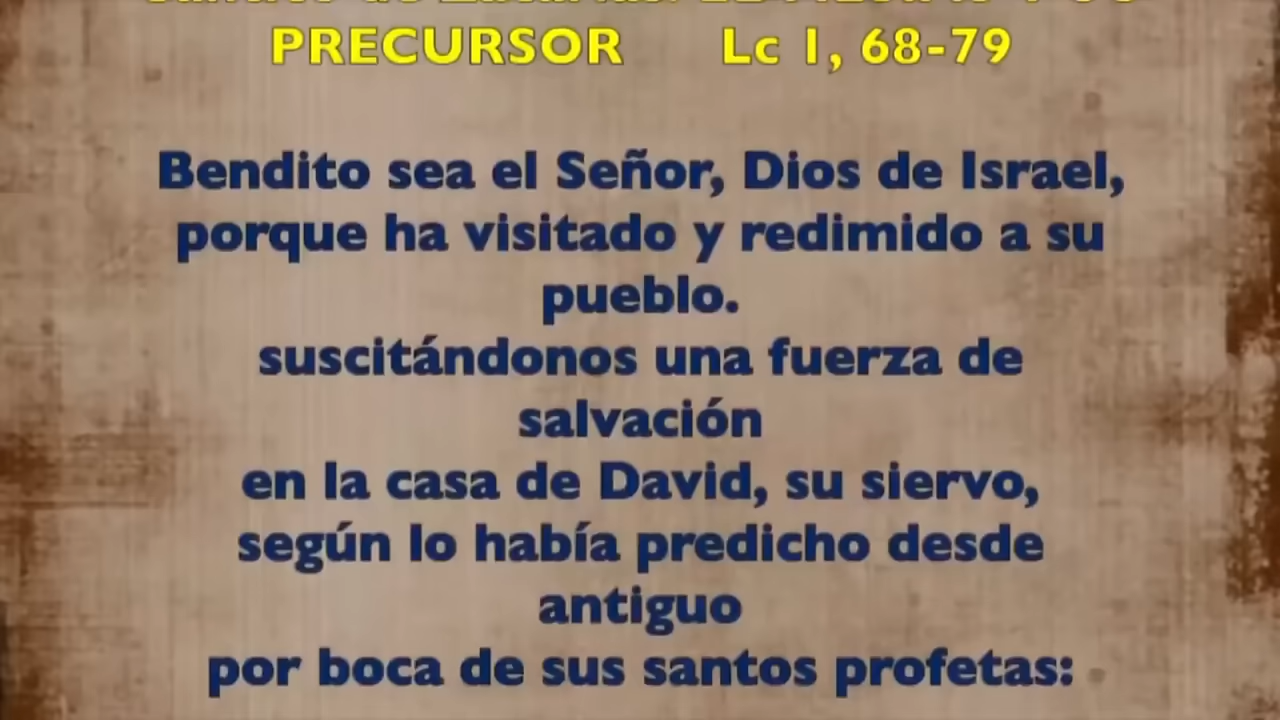 PRECURSOR Lc 1, 68-79
Bendito sea el Señor, Dios de Israel,
porque ha visitado y redimido a su
pueblo.
suscitándonos una fuerza de
salvación
en la casa de David, su siervo,
según lo había predicho desde
antiguo
por boca de sus santos profetas: